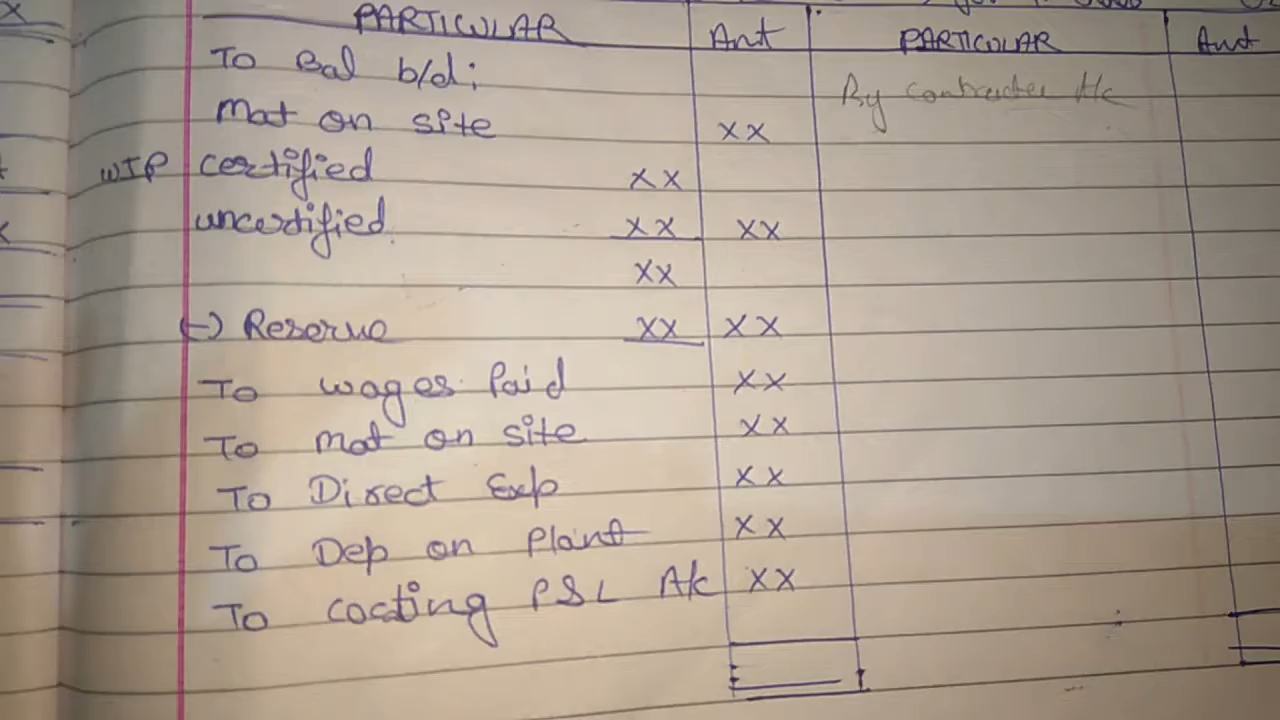 PARTICULAR Amt PARTICULAR Amt
To Bal b/d:
By contractee A/c
Mat on site xx
WIP certified xx
uncertified xx xx
xx
(-) Reserve xx xx
To wages Paid xx
To mat on site xx
To Direct Exp xx
To Dep on Plant xx
To costing P&L A/c xx